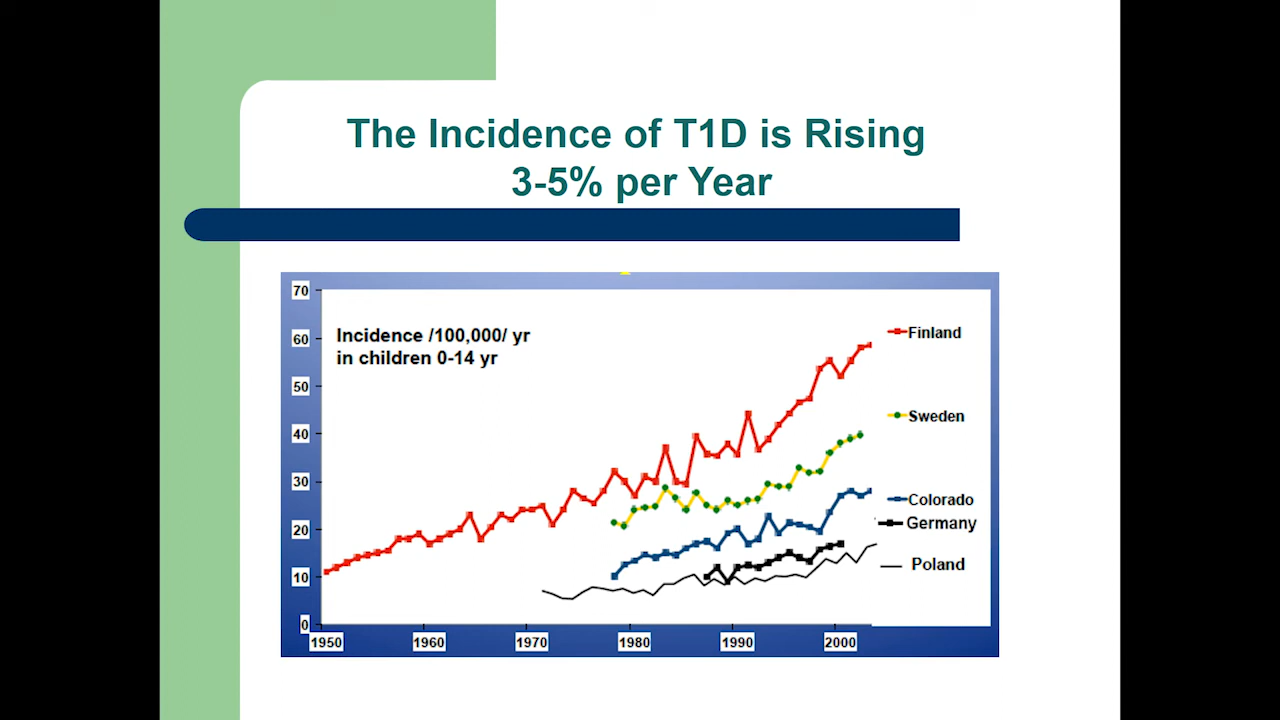 The Incidence of T1D is Rising
3-5% per Year
70
60
50
40
30
20
10
0
Incidence /100,000/ yr
in children 0-14 yr
Finland
Sweden
Colorado
Germany
Poland
1950 1960 1970 1980 1990 2000